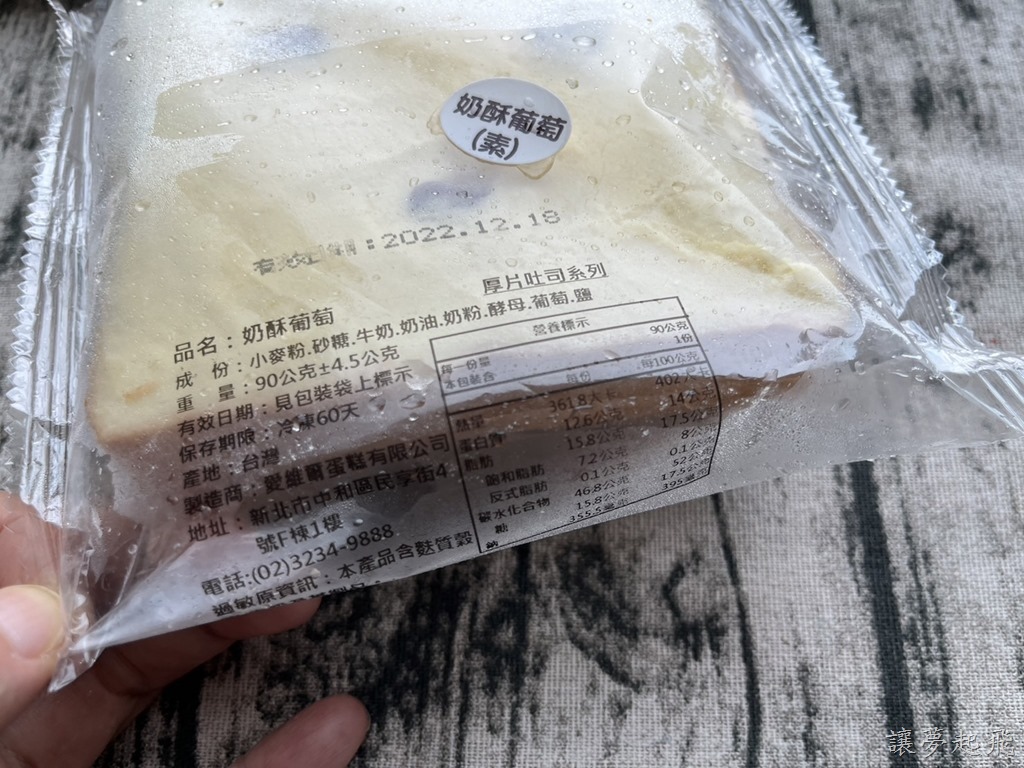 奶酥葡萄
(素)
有效日期:2022.12.18
厚片吐司系列
品名：奶酥葡萄
成　份：小麥粉.砂糖.牛奶.奶油.奶粉.酵母.葡萄.鹽
重　量：90公克±4.5公克
有效日期：見包裝袋上標示
保存期限：冷凍60天
產地：台灣
製造商：愛維爾蛋糕有限公司
地址：新北市中和區民享街4
號F棟1樓
電話:(02)3234-9888
過敏原資訊：本產品含麩質穀
營養標示
每一份量 90公克
本包裝含 1份
每份 每100公克
熱量 361.8大卡 402大卡
蛋白質 12.6公克 14公克
脂肪 15.8公克 17.5公克
飽和脂肪 7.2公克 8公克
反式脂肪 0.1公克 0.1公克
碳水化合物 46.8公克 52公克
糖 15.8公克 17.5公克
鈉 355.5毫克 395毫克
讓夢起飛